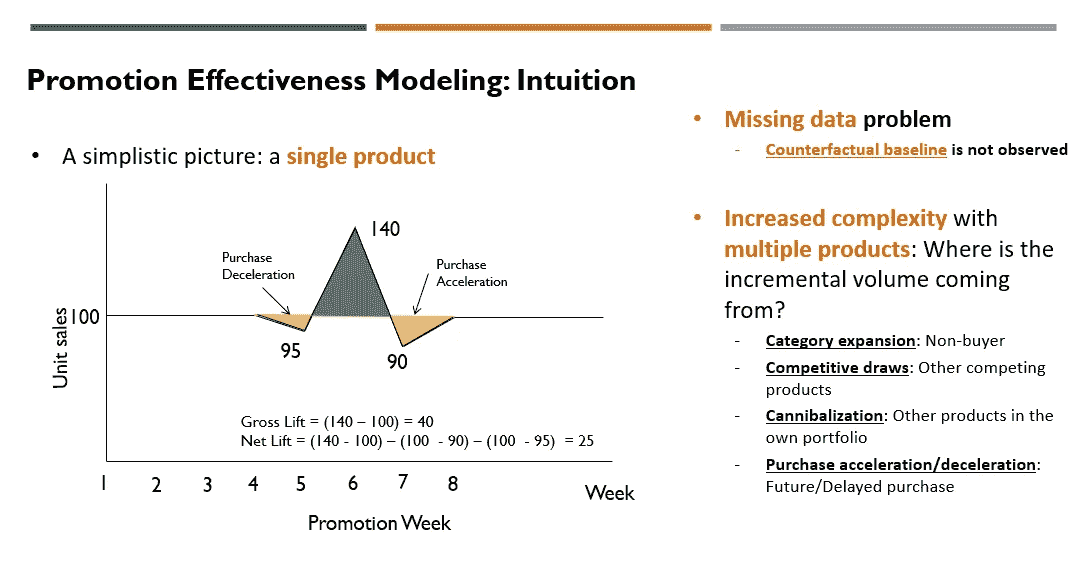 Promotion Effectiveness Modeling: Intuition
• A simplistic picture: a single product
Unit sales
100
Purchase
Deceleration
140
Purchase
Acceleration
95
90
Gross Lift = (140 – 100) = 40
Net Lift = (140 - 100) – (100 - 90) – (100 - 95) = 25
1 2 3 4 5 6 7 8
Week
Promotion Week
• Missing data problem
- Counterfactual baseline is not observed
• Increased complexity with
multiple products: Where is the
incremental volume coming
from?
- Category expansion: Non-buyer
- Competitive draws: Other competing
products
- Cannibalization: Other products in the
own portfolio
- Purchase acceleration/deceleration:
Future/Delayed purchase